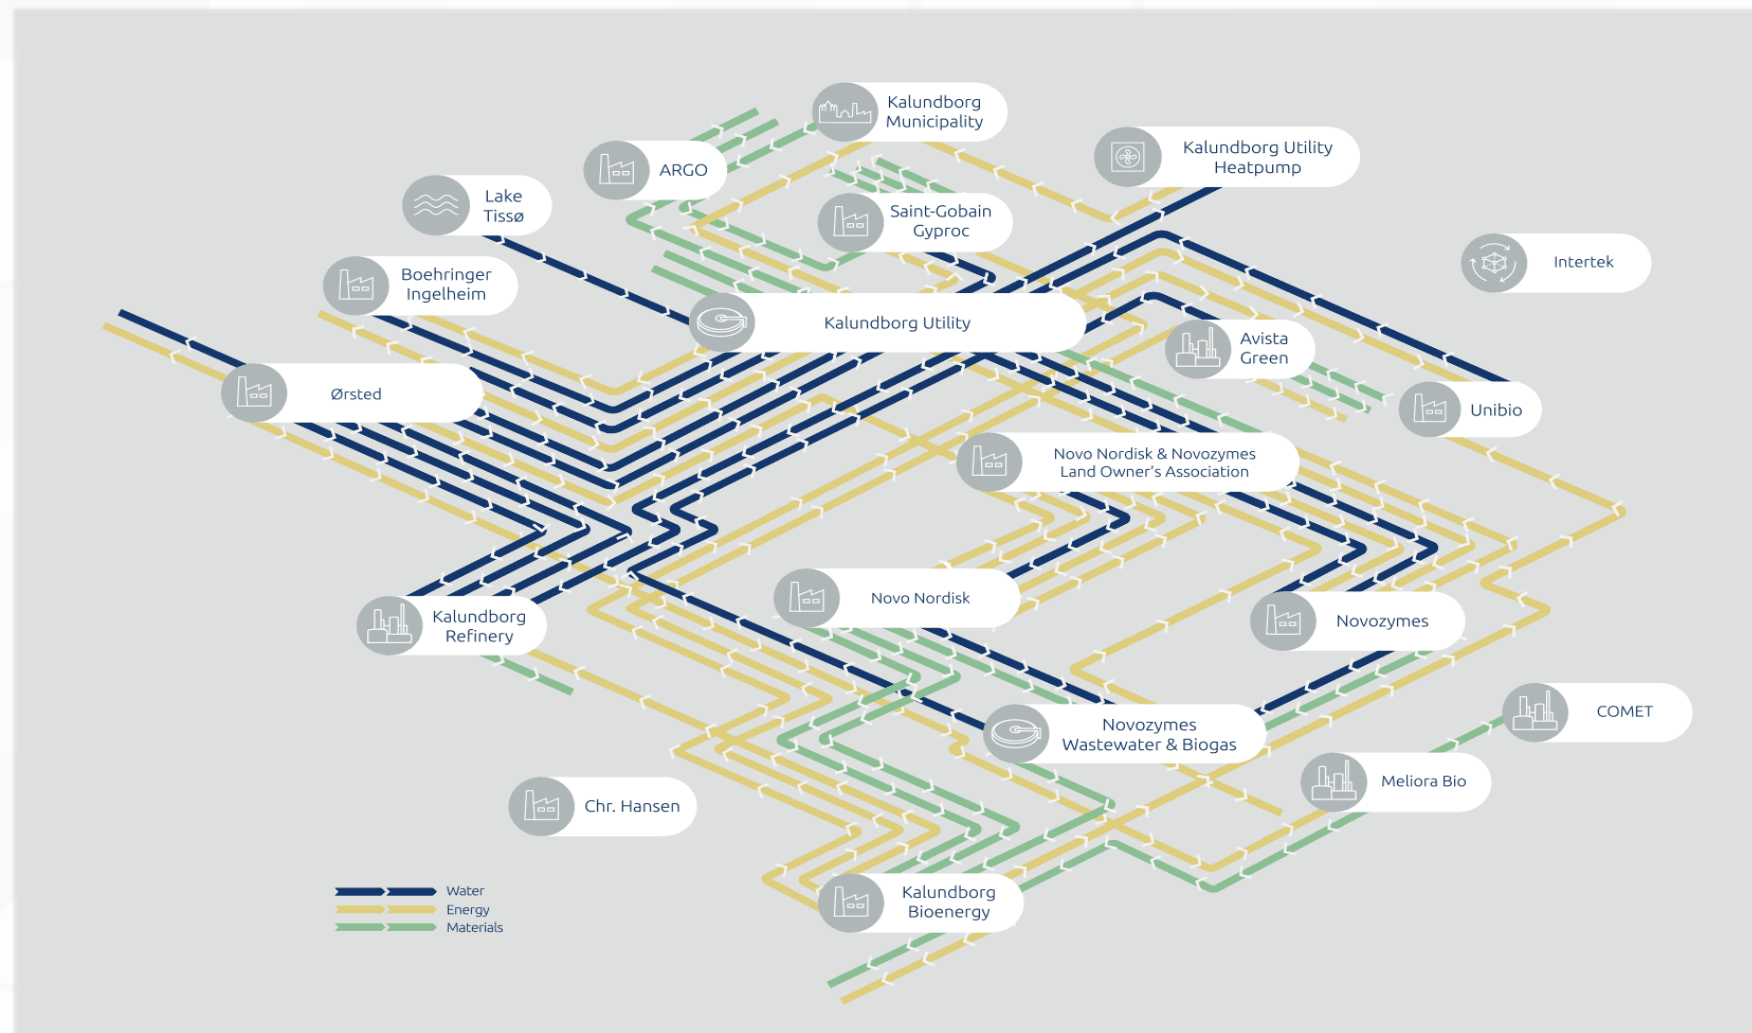 Kalundborg
Municipality
Kalundborg Utility
Heatpump
ARGO
Lake
Tissø
Saint-Gobain
Gyproc
Intertek
Boehringer
Ingelheim
Kalundborg Utility
Avista
Green
Ørsted
Unibio
Novo Nordisk & Novozymes
Land Owner's Association
Novo Nordisk
Kalundborg
Refinery
Novozymes
COMET
Novozymes
Wastewater & Biogas
Meliora Bio
Chr. Hansen
Kalundborg
Bioenergy
Water
Energy
Materials